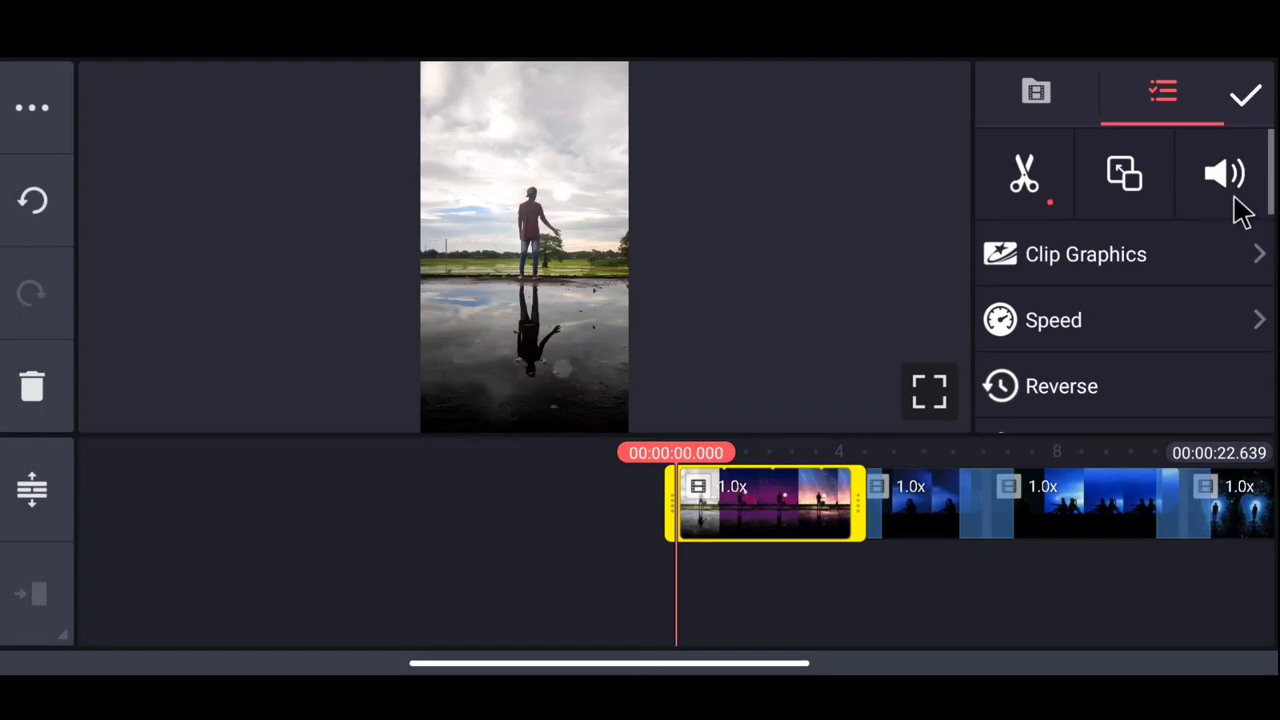 Clip Graphics
Speed
Reverse
00:00:00.000
4
8
00:00:22.639
1.0x
1.0x
1.0x
1.0x